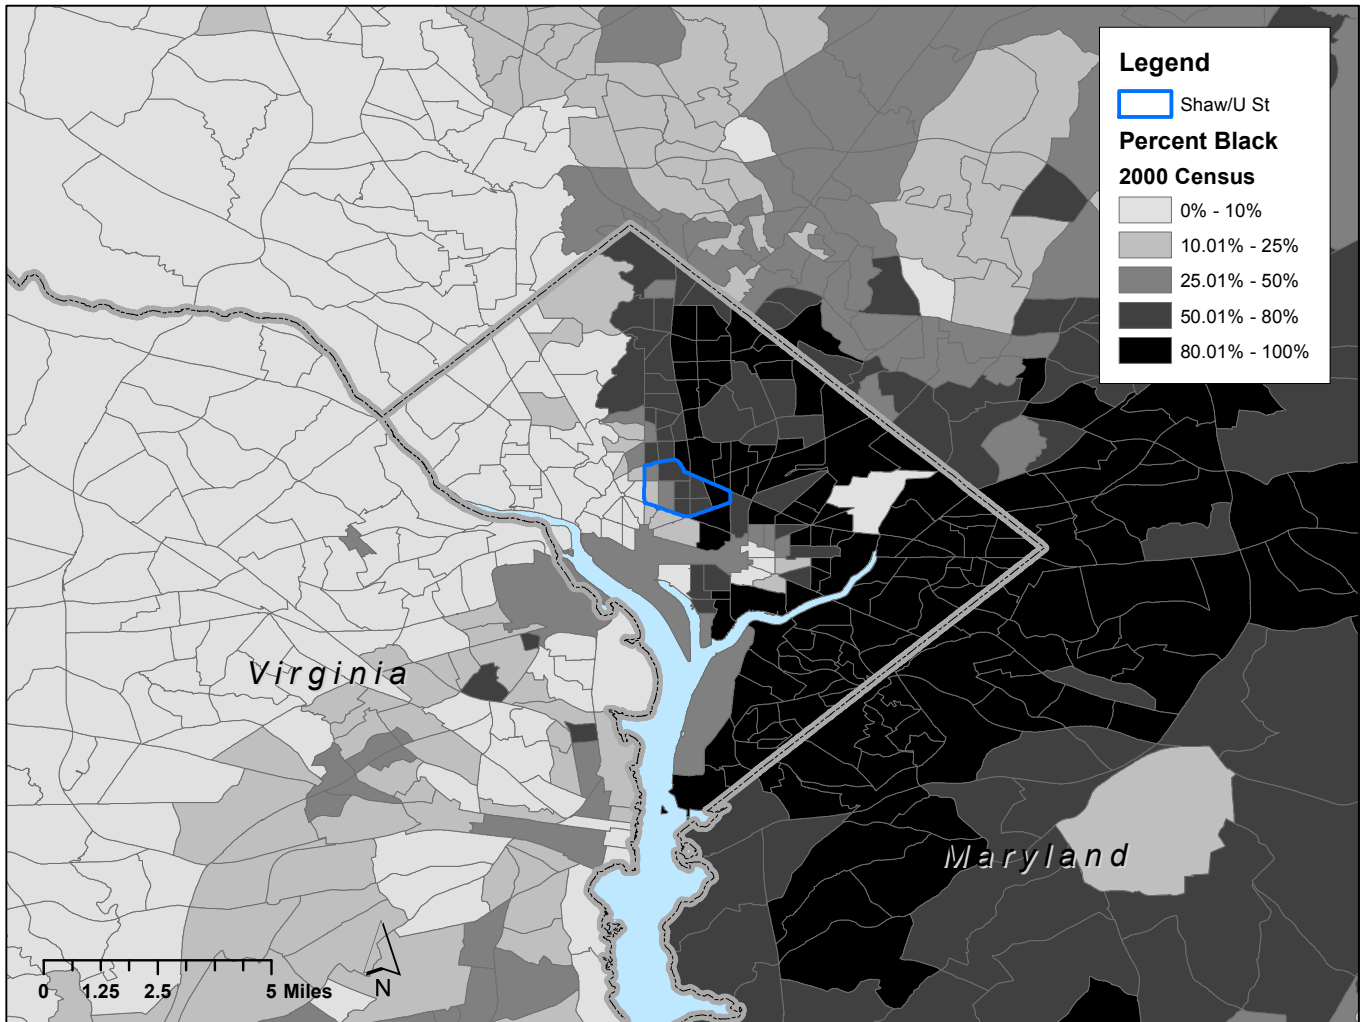 Legend
Shaw/U St
Percent Black
2000 Census
0% - 10%
10.01% - 25%
25.01% - 50%
50.01% - 80%
80.01% - 100%
Virginia
Maryland
0 1.25 2.5 5 Miles
N